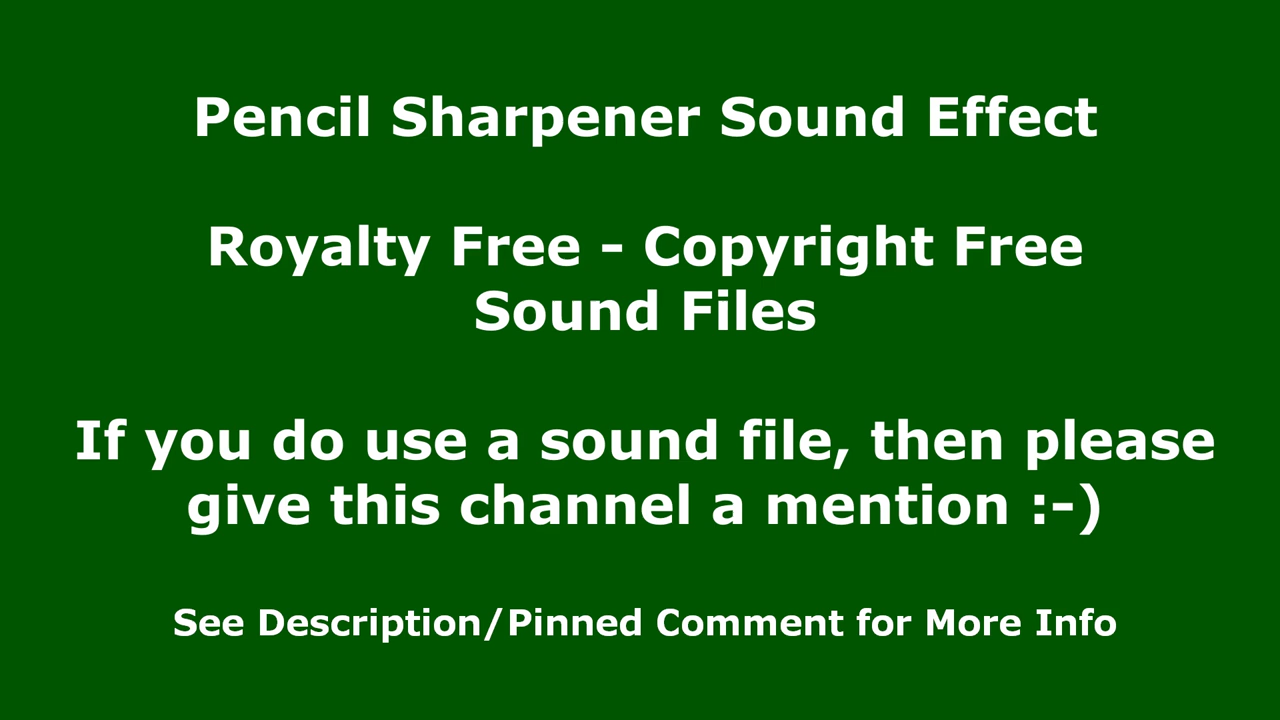 Pencil Sharpener Sound Effect
Royalty Free - Copyright Free
Sound Files
If you do use a sound file, then please
give this channel a mention :-)
See Description/Pinned Comment for More Info